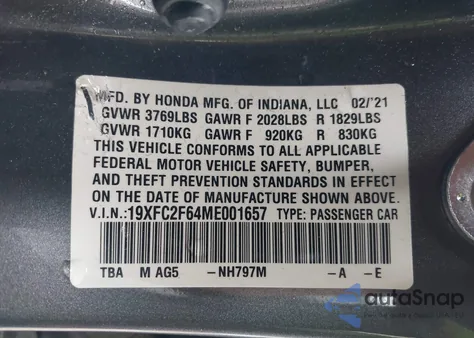 MFD. BY HONDA MFG. OF INDIANA, LLC 02/'21
GVWR 3769LBS GAWR F 2028LBS R 1829LBS
GVWR 1710KG GAWR F 920KG R 830KG
THIS VEHICLE CONFORMS TO ALL APPLICABLE
FEDERAL MOTOR VEHICLE SAFETY, BUMPER,
AND THEFT PREVENTION STANDARDS IN EFFECT
ON THE DATE OF MANUFACTURE SHOWN ABOVE.
V.I.N.:19XFC2F64ME001657 TYPE: PASSENGER CAR
TBA M AG5 -NH797M -A -E
autoSnap